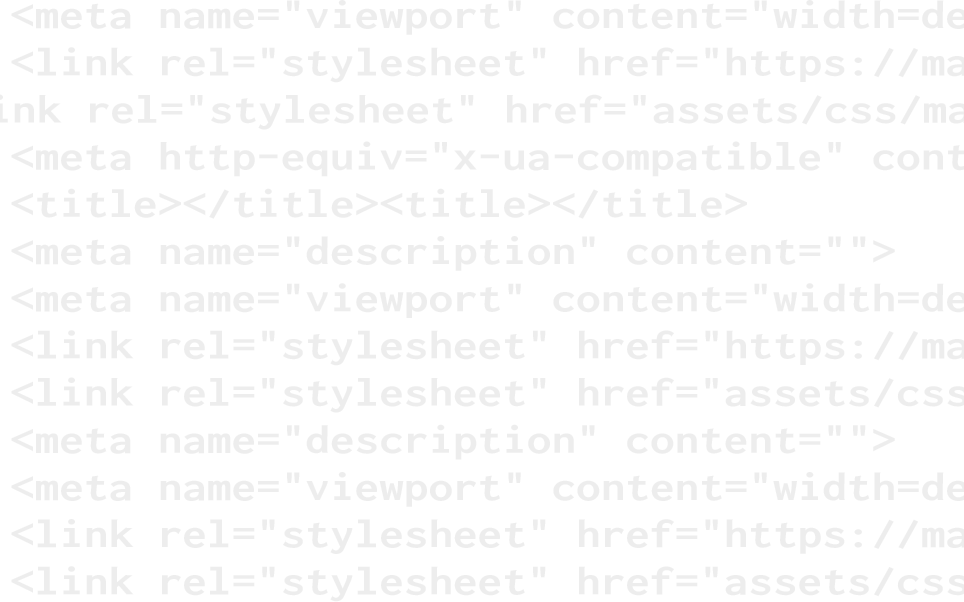 <meta name="viewport" content="width=de
<link rel="stylesheet" href="https://ma
ink rel="stylesheet" href="assets/css/ma
<meta http-equiv="x-ua-compatible" cont
<title></title><title></title>
<meta name="description" content="">
<meta name="viewport" content="width=de
<link rel="stylesheet" href="https://ma
<link rel="stylesheet" href="assets/css
<meta name="description" content="">
<meta name="viewport" content="width=de
<link rel="stylesheet" href="https://ma
<link rel="stylesheet" href="assets/css